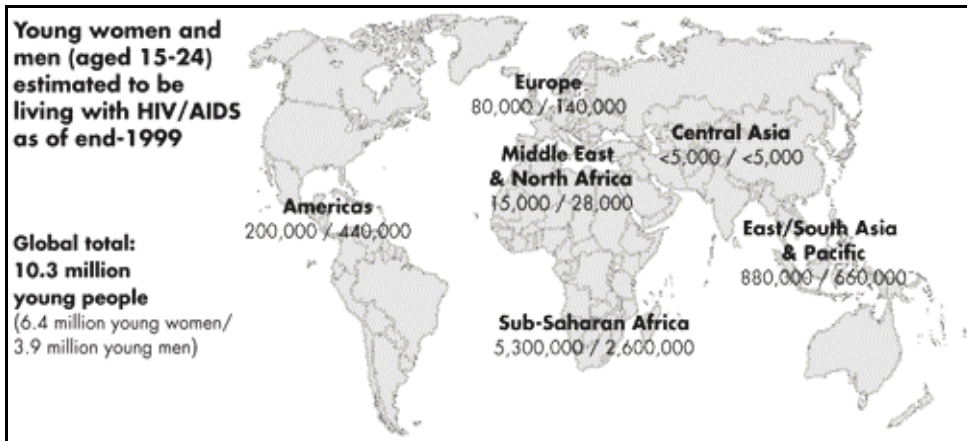 Young women and
men (aged 15-24)
estimated to be
living with HIV/AIDS
as of end-1999
Europe
80,000 / 140,000
Central Asia
<5,000 / <5,000
Middle East
& North Africa
15,000 / 28,000
Americas
200,000 / 440,000
East/South Asia
& Pacific
880,000 / 660,000
Global total:
10.3 million
young people
(6.4 million young women/
3.9 million young men)
Sub-Saharan Africa
5,300,000 / 2,600,000